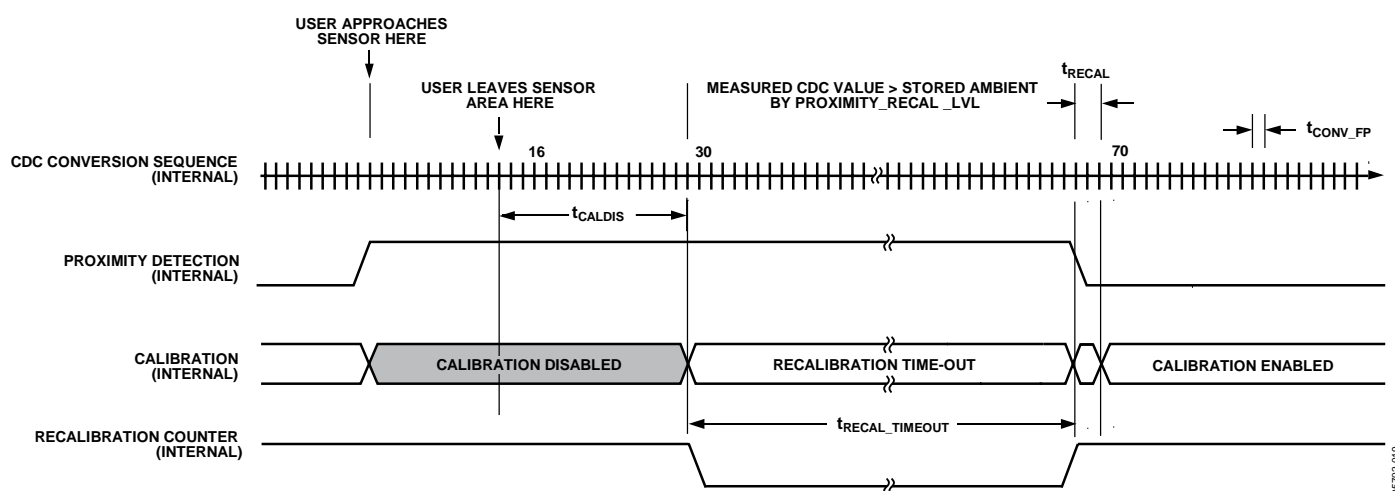 USER APPROACHES
SENSOR HERE
USER LEAVES SENSOR
AREA HERE
MEASURED CDC VALUE > STORED AMBIENT
BY PROXIMITY_RECAL _LVL
tRECAL
tCONV_FP
CDC CONVERSION SEQUENCE
(INTERNAL)
16
30
70
tCALDIS
PROXIMITY DETECTION
(INTERNAL)
CALIBRATION
(INTERNAL)
CALIBRATION DISABLED
RECALIBRATION TIME-OUT
CALIBRATION ENABLED
RECALIBRATION COUNTER
(INTERNAL)
tRECAL_TIMEOUT